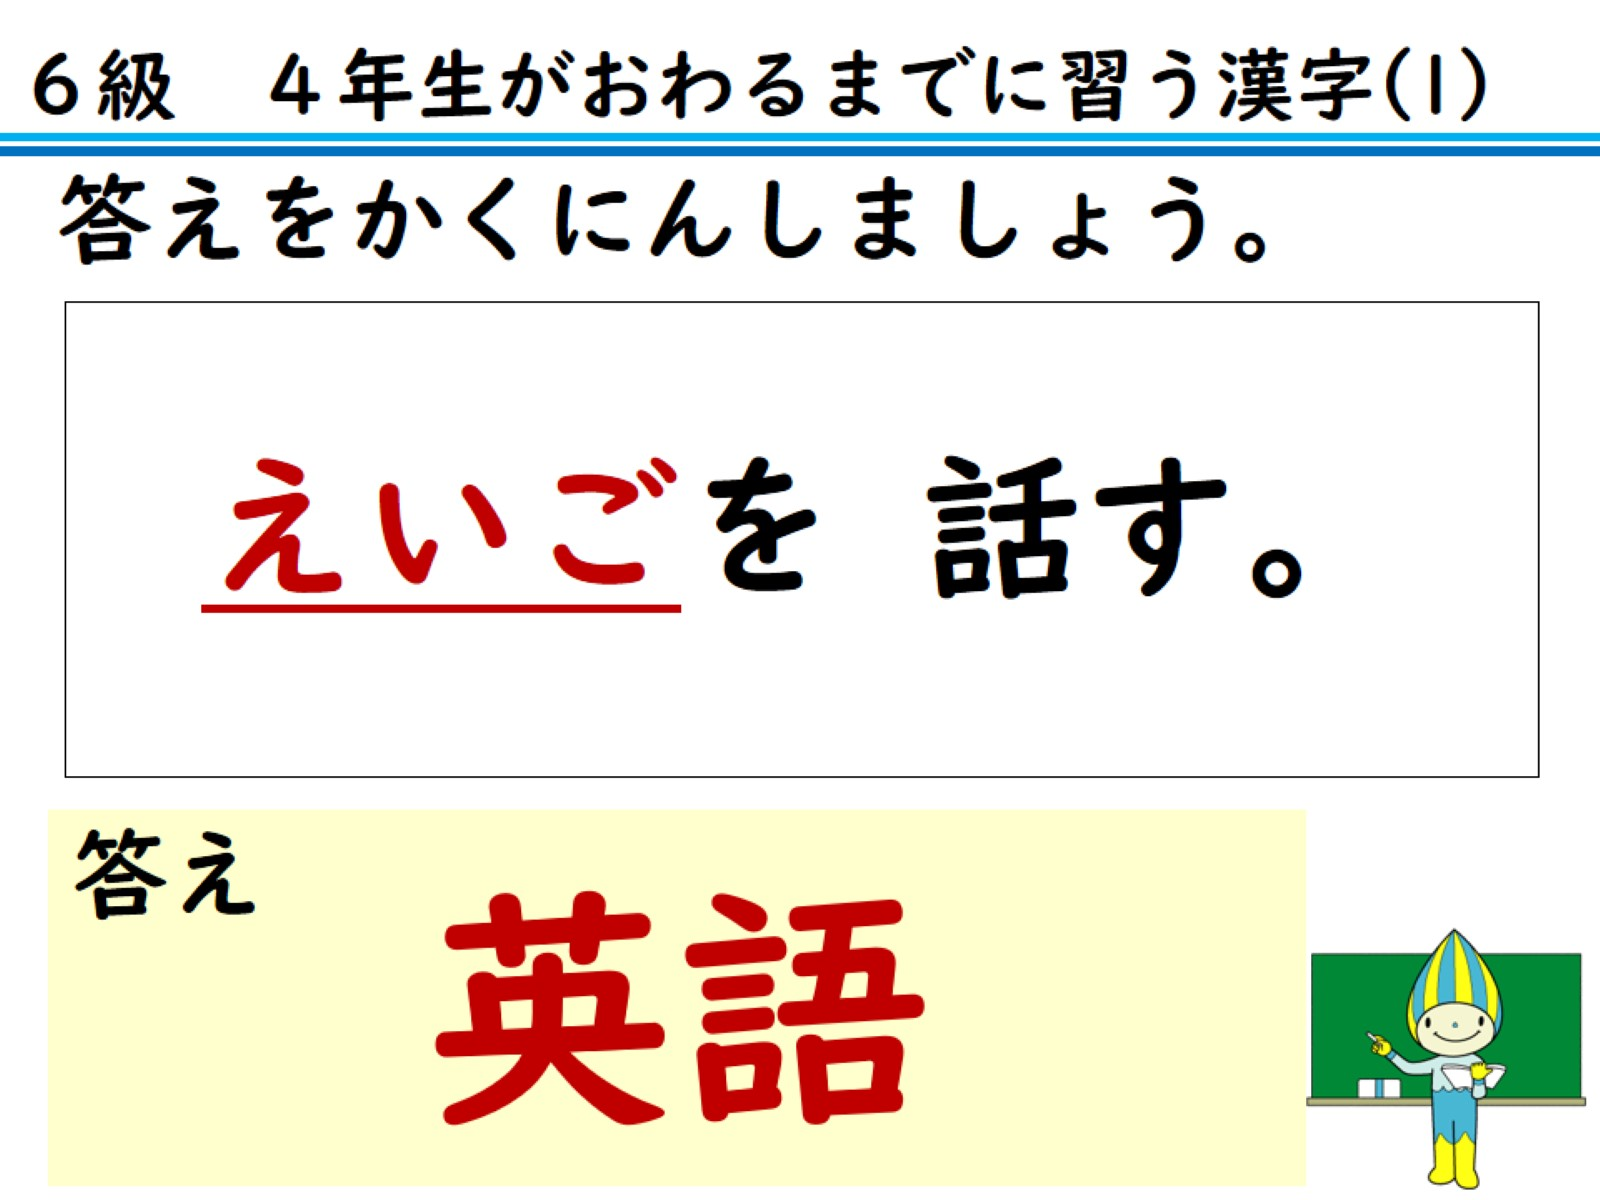 ６級　４年生がおわるまでに習う漢字(1)
答えをかくにんしましょう。
えいごを 話す。
答え
英語